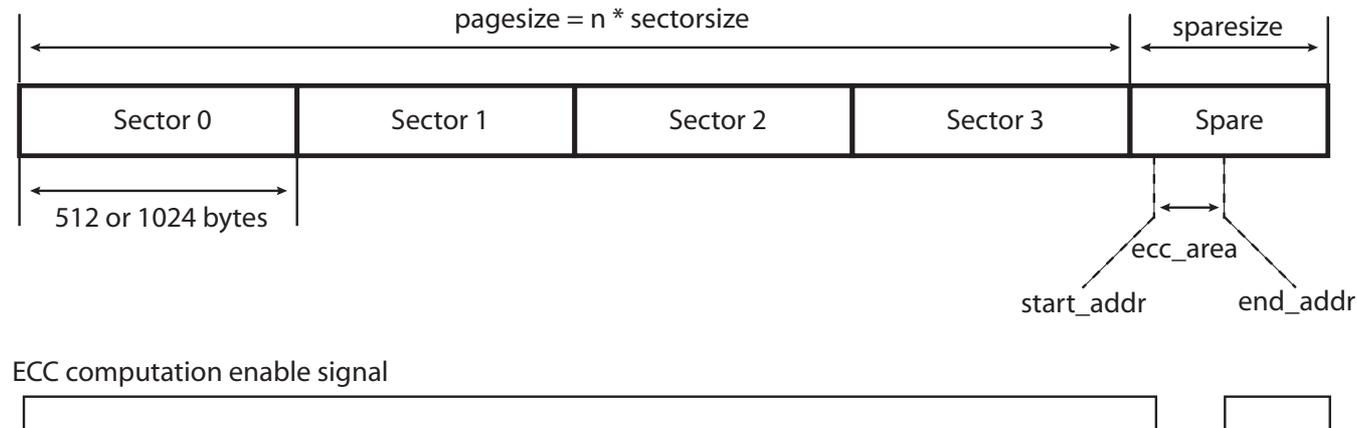 pagesize = n * sectorsize
sparesize
Sector 0
Sector 1
Sector 2
Sector 3
Spare
512 or 1024 bytes
ecc_area
start_addr
end_addr
ECC computation enable signal